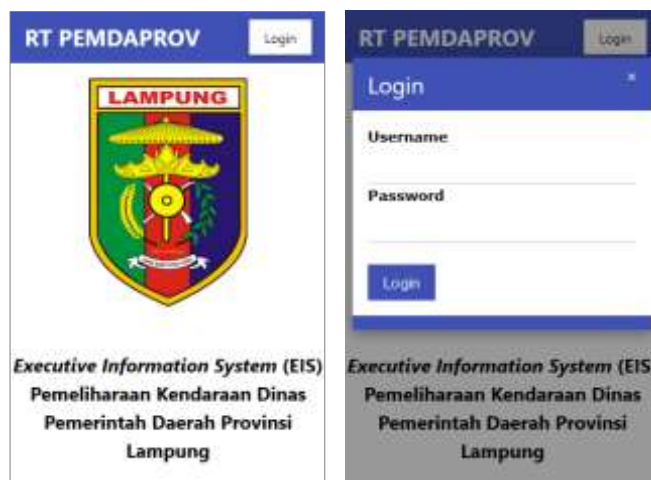 RT PEMDAPROV
Login
LAMPUNG
Executive Information System (EIS)
Pemeliharaan Kendaraan Dinas
Pemerintah Daerah Provinsi
Lampung
RT PEMDAPROV
Login
Login
×
Username
Password
Login
Executive Information System (EIS
Pemeliharaan Kendaraan Dinas
Pemerintah Daerah Provinsi
Lampung